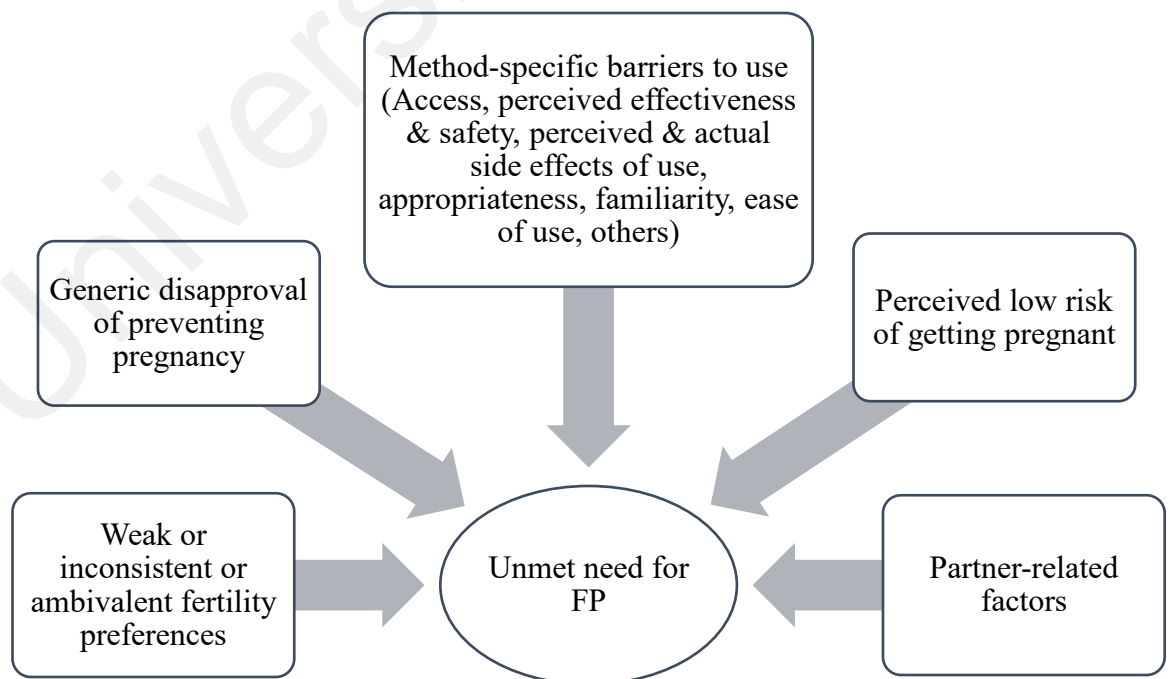 Univers
Method-specific barriers to use
(Access, perceived effectiveness
& safety, perceived & actual
side effects of use,
appropriateness, familiarity, ease
of use, others)
Generic disapproval
of preventing
pregnancy
Perceived low risk
of getting pregnant
Weak or
inconsistent or
ambivalent fertility
preferences
Unmet need for
FP
Partner-related
factors